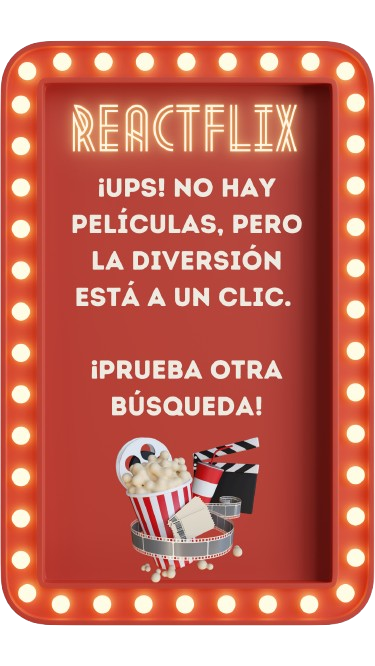 REACTFLIX
¡UPS! NO HAY
PELÍCULAS, PERO
LA DIVERSIÓN
ESTÁ A UN CLIC.
¡PRUEBA OTRA
BÚSQUEDA!